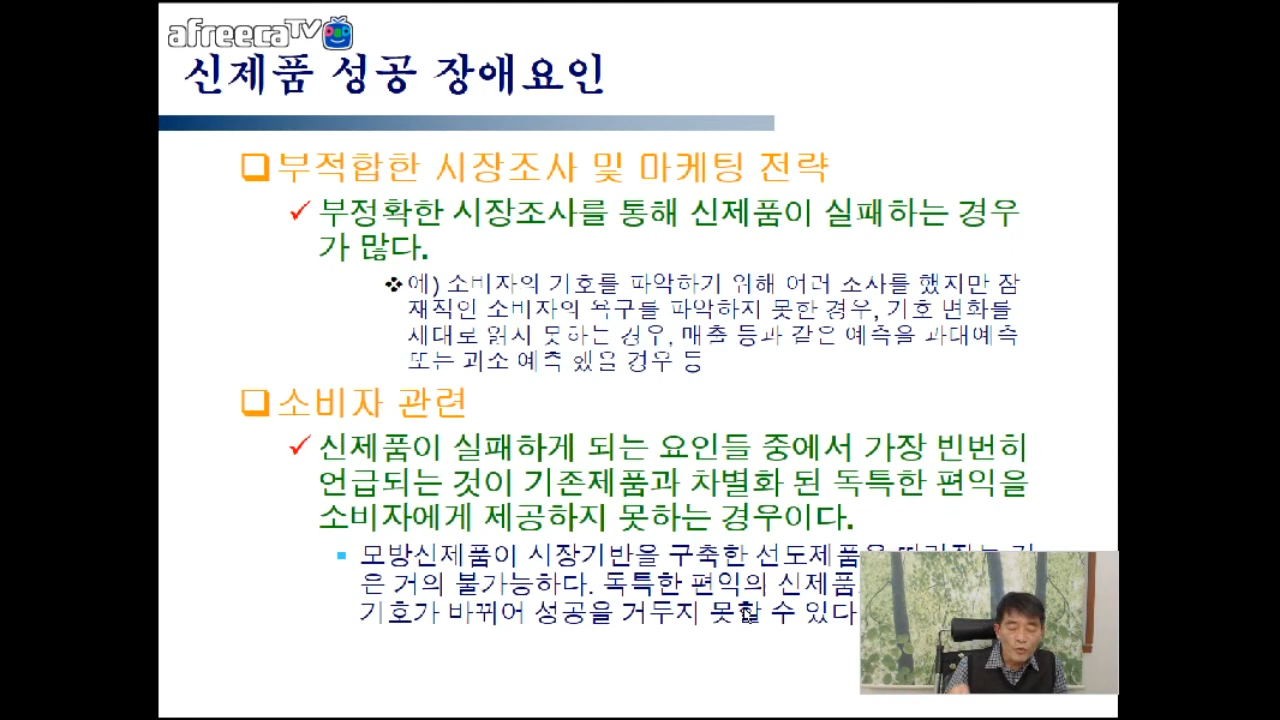 afreecaTV
신제품 성공 장애요인
부적합한 시장조사 및 마케팅 전략
부정확한 시장조사를 통해 신제품이 실패하는 경우
가 많다.
예) 소비자의 기호를 파악하기 위해 여러 조사를 했지만 잠
재적인 소비자의 욕구를 파악하지 못한 경우, 기호 변화를
제대로 읽지 못하는 경우, 매출 등과 같은 예측을 과대예측
또는 과소 예측 했을 경우 등
소비자 관련
신제품이 실패하게 되는 요인들 중에서 가장 빈번히
언급되는 것이 기존제품과 차별화 된 독특한 편익을
소비자에게 제공하지 못하는 경우이다.
모방신제품이 시장기반을 구축한 선도제품을
은 거의 불가능하다. 독특한 편익의 신제품
기호가 바뀌어 성공을 거두지 못할 수 있다